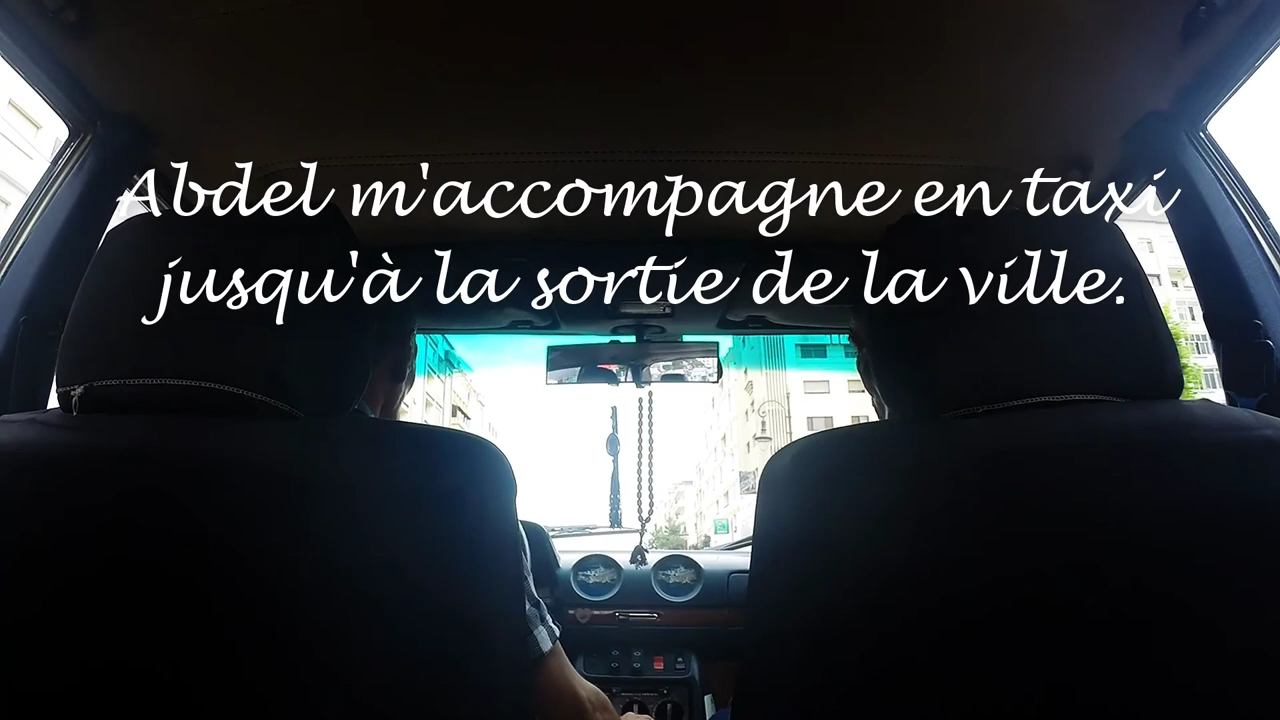 Abdel m'accompagne en taxi
jusqu'à la sortie de la ville.